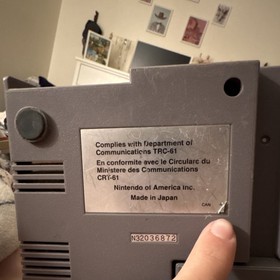 Complies with Department of
Communications TRC-61
En conformite avec le Circulare du
Ministere des Communications
CRT-61
Nintendo of America Inc.
Made in Japan
CAN
N32036872